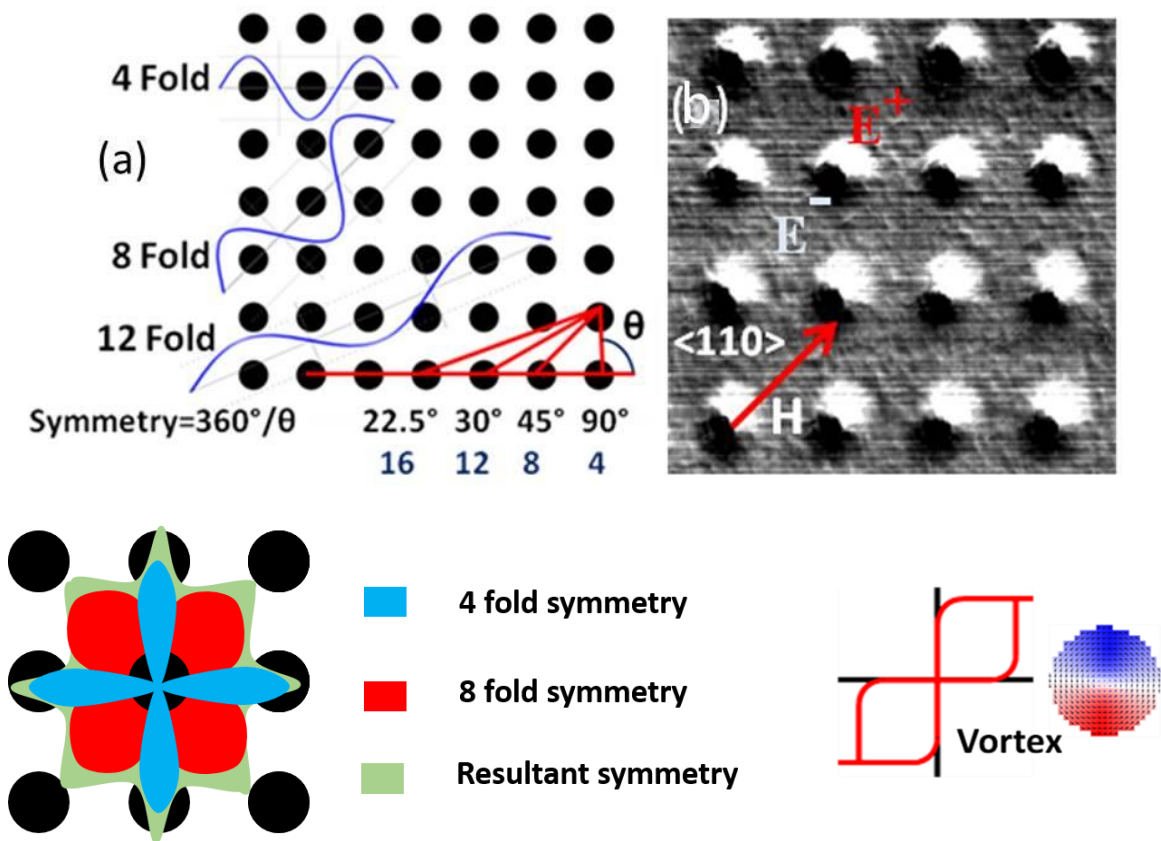 4 Fold
(a)
8 Fold
12 Fold
θ
Symmetry=360°/θ 22.5° 30° 45° 90°
16 12 8 4
(b)
E+
E-
<110>
H
4 fold symmetry
8 fold symmetry
Resultant symmetry
Vortex